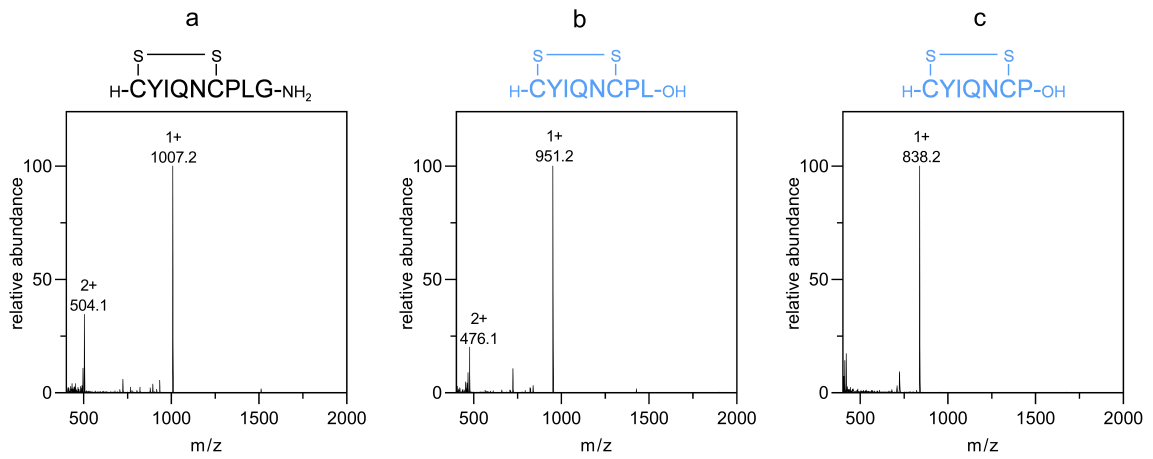 a
S S
H-CYIQNCPLG-NH2
1+
1007.2
2+
504.1
100
50
0
500 1000 1500 2000
relative abundance
m/z
b
S S
H-CYIQNCPL-OH
1+
951.2
2+
476.1
100
50
0
500 1000 1500 2000
relative abundance
m/z
c
S S
H-CYIQNCP-OH
1+
838.2
100
50
0
500 1000 1500 2000
relative abundance
m/z